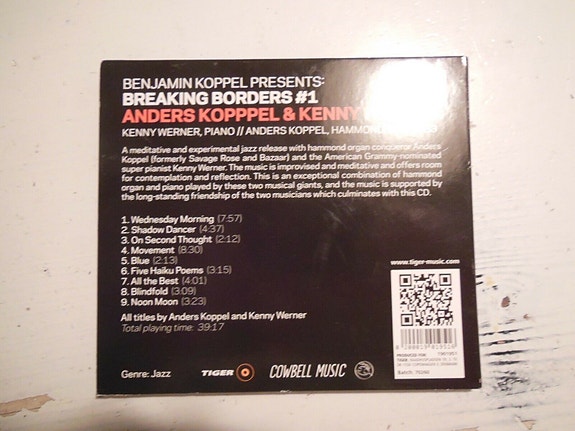 BENJAMIN KOPPEL PRESENTS:
BREAKING BORDERS #1
ANDERS KOPPPEL & KENNY
KENNY WERNER, PIANO // ANDERS KOPPEL, HAMMOND
A meditative and experimental jazz release with hammond organ conqueror Anders
Koppel (formerly Savage Rose and Bazaar) and the American Grammy-nominated
super pianist Kenny Werner. The music is improvised and meditative and offers room
for contemplation and reflection. This is an exceptional combination of hammond
organ and piano played by these two musical giants, and the music is supported by
the long-standing friendship of the two musicians which culminates with this CD.
1. Wednesday Morning (7:57)
2. Shadow Dancer (4:37)
3. On Second Thought (2:12)
4. Movement (8:30)
5. Blue (2:13)
6. Five Haiku Poems (3:15)
7. All the Best (4:01)
8. Blindfold (3:09)
9. Noon Moon (3:23)
All titles by Anders Koppel and Kenny Werner
Total playing time: 39:17
www.tiger-music.com
Genre: Jazz
TIGER
COWBELL MUSIC